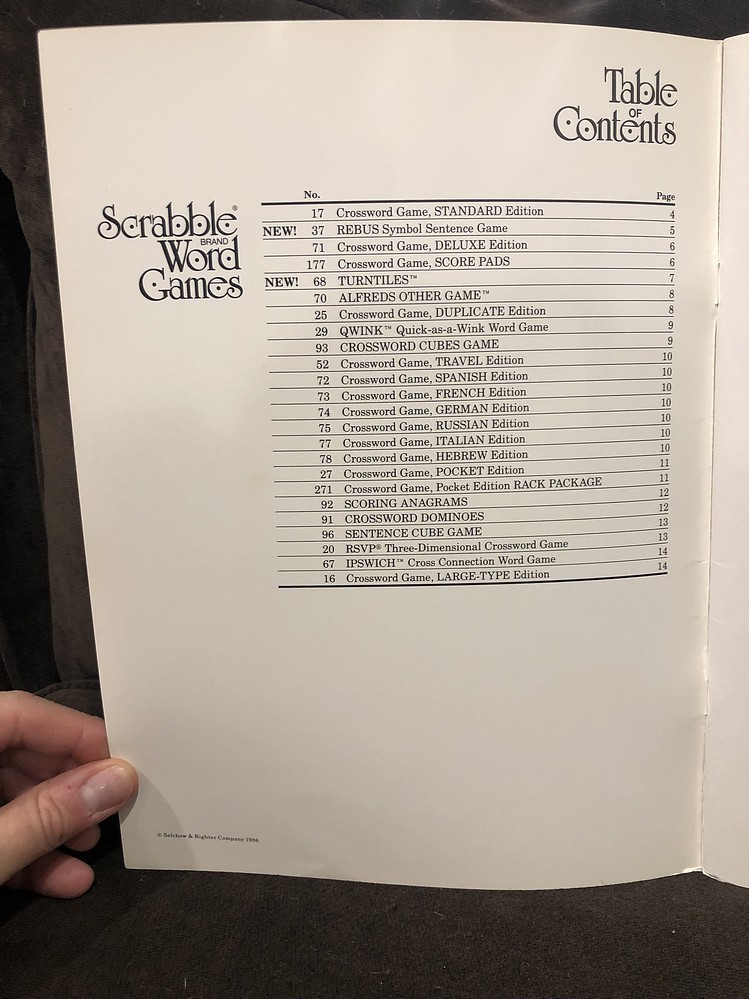 Table
OF
Contents
Scrabble®
BRAND
Word
Games
No. Page
17 Crossword Game, STANDARD Edition 4
NEW! 37 REBUS Symbol Sentence Game 5
71 Crossword Game, DELUXE Edition 6
177 Crossword Game, SCORE PADS 6
NEW! 68 TURNTILES™ 7
70 ALFREDS OTHER GAME™ 8
25 Crossword Game, DUPLICATE Edition 8
29 QWINK™ Quick-as-a-Wink Word Game 9
93 CROSSWORD CUBES GAME 9
52 Crossword Game, TRAVEL Edition 10
72 Crossword Game, SPANISH Edition 10
73 Crossword Game, FRENCH Edition 10
74 Crossword Game, GERMAN Edition 10
75 Crossword Game, RUSSIAN Edition 10
77 Crossword Game, ITALIAN Edition 10
78 Crossword Game, HEBREW Edition 10
27 Crossword Game, POCKET Edition 11
271 Crossword Game, Pocket Edition RACK PACKAGE 11
92 SCORING ANAGRAMS 12
91 CROSSWORD DOMINOES 12
96 SENTENCE CUBE GAME 13
20 RSVP® Three-Dimensional Crossword Game 13
67 IPSWICH™ Cross Connection Word Game 14
16 Crossword Game, LARGE-TYPE Edition 14
© Selchow & Righter Company 1986